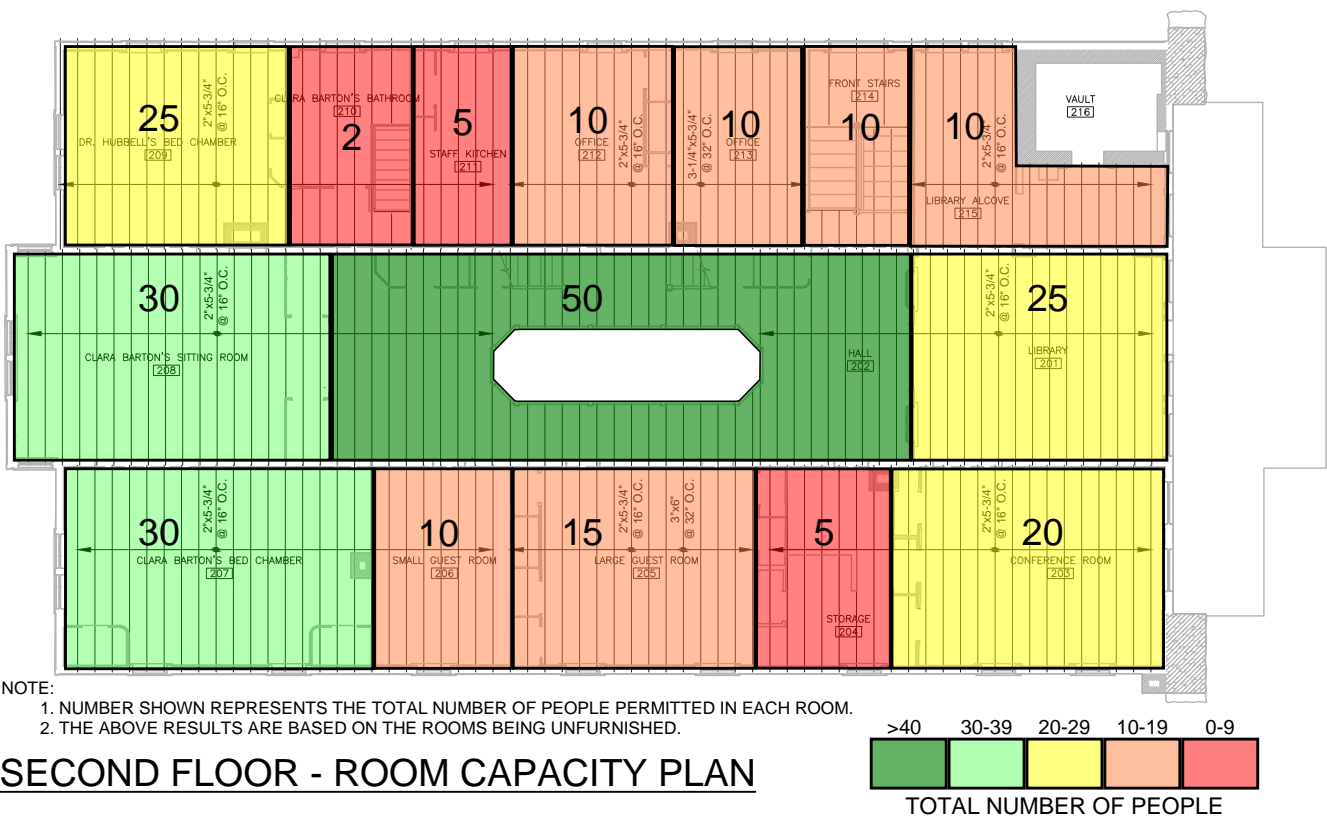 25
2"x5-3/4"
@ 16" O.C.
DR. HUBBELL'S BED CHAMBER
209
CLARA BARTON'S BATHROOM
210
2
5
STAFF KITCHEN
211
10
2"x5-3/4"
@ 16" O.C.
OFFICE
212
3-1/4"x5-3/4"
@ 32" O.C.
10
OFFICE
213
FRONT STAIRS
214
10
10
2"x5-3/4"
@ 16" O.C.
LIBRARY ALCOVE
215
VAULT
216
30
2"x5-3/4"
@ 16" O.C.
CLARA BARTON'S SITTING ROOM
208
50
HALL
202
2"x5-3/4"
@ 16" O.C.
25
LIBRARY
201
30
2"x5-3/4"
@ 16" O.C.
CLARA BARTON'S BED CHAMBER
207
10
SMALL GUEST ROOM
206
15
2"x5-3/4"
@ 16" O.C.
3"x6"
@ 32" O.C.
LARGE GUEST ROOM
205
5
STORAGE
204
2"x5-3/4"
@ 16" O.C.
20
CONFERENCE ROOM
203
NOTE:
1. NUMBER SHOWN REPRESENTS THE TOTAL NUMBER OF PEOPLE PERMITTED IN EACH ROOM.
2. THE ABOVE RESULTS ARE BASED ON THE ROOMS BEING UNFURNISHED.
SECOND FLOOR - ROOM CAPACITY PLAN
>40 30-39 20-29 10-19 0-9
TOTAL NUMBER OF PEOPLE